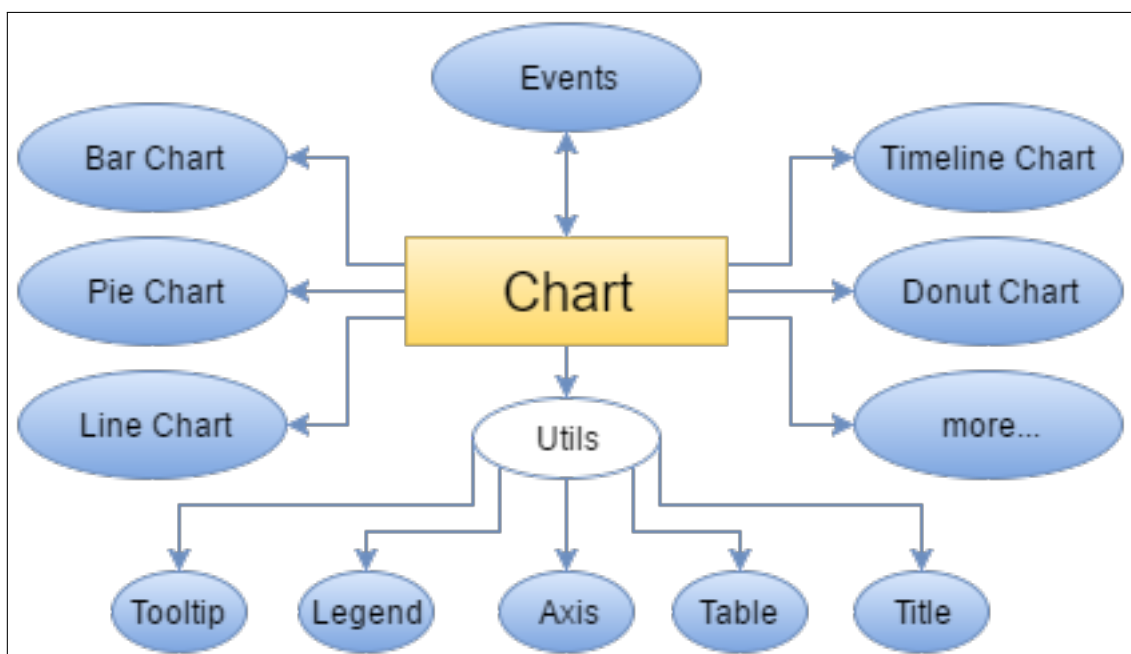 Events
Bar Chart
Timeline Chart
Pie Chart
Chart
Donut Chart
Line Chart
Utils
more...
Tooltip
Legend
Axis
Table
Title